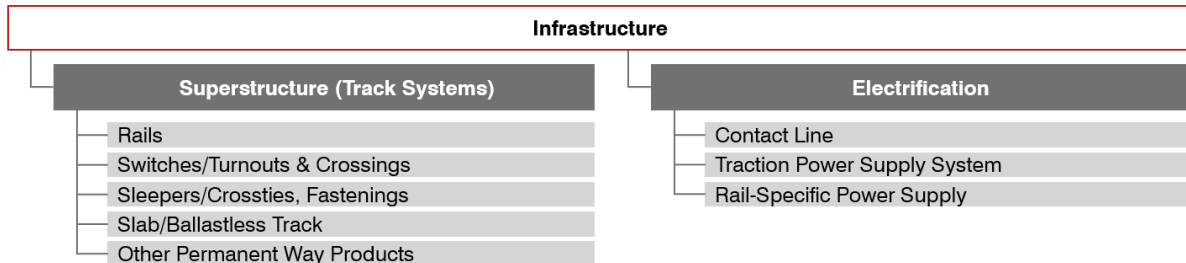 Infrastructure
Superstructure (Track Systems)
Rails
Switches/Turnouts & Crossings
Sleepers/Crossties, Fastenings
Slab/Ballastless Track
Other Permanent Way Products
Electrification
Contact Line
Traction Power Supply System
Rail-Specific Power Supply